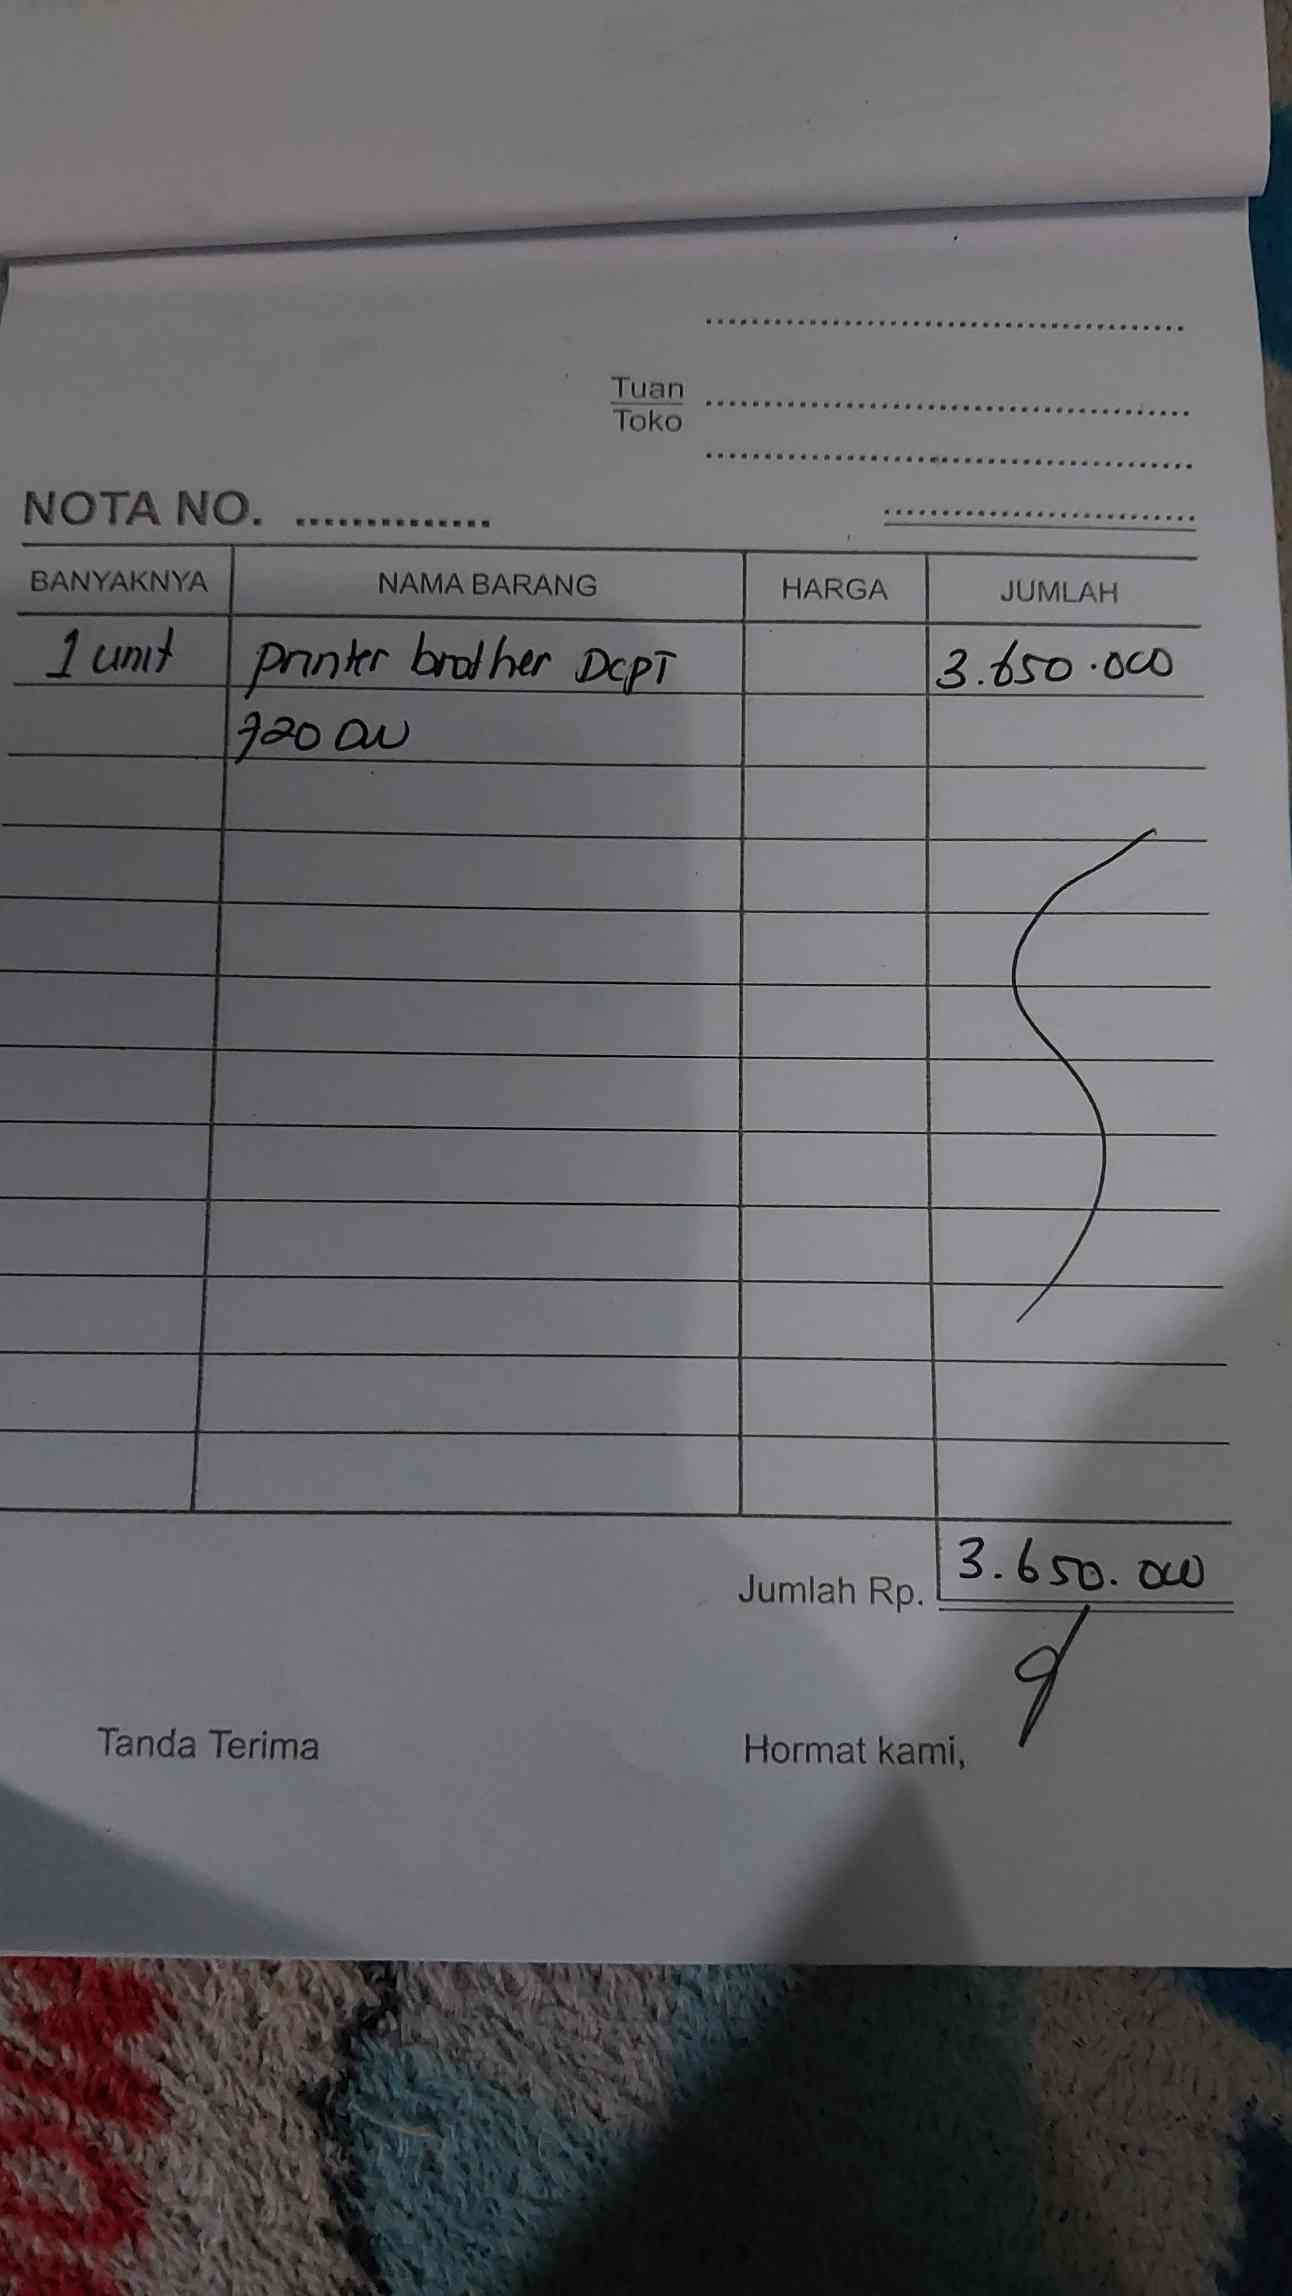 Tuan
Toko
NOTA NO. ..............
BANYAKNYA NAMA BARANG HARGA JUMLAH
1 unit printer brother DCPT 3.650.000
720 DW
Jumlah Rp. 3.650.000
Tanda Terima Hormat kami,